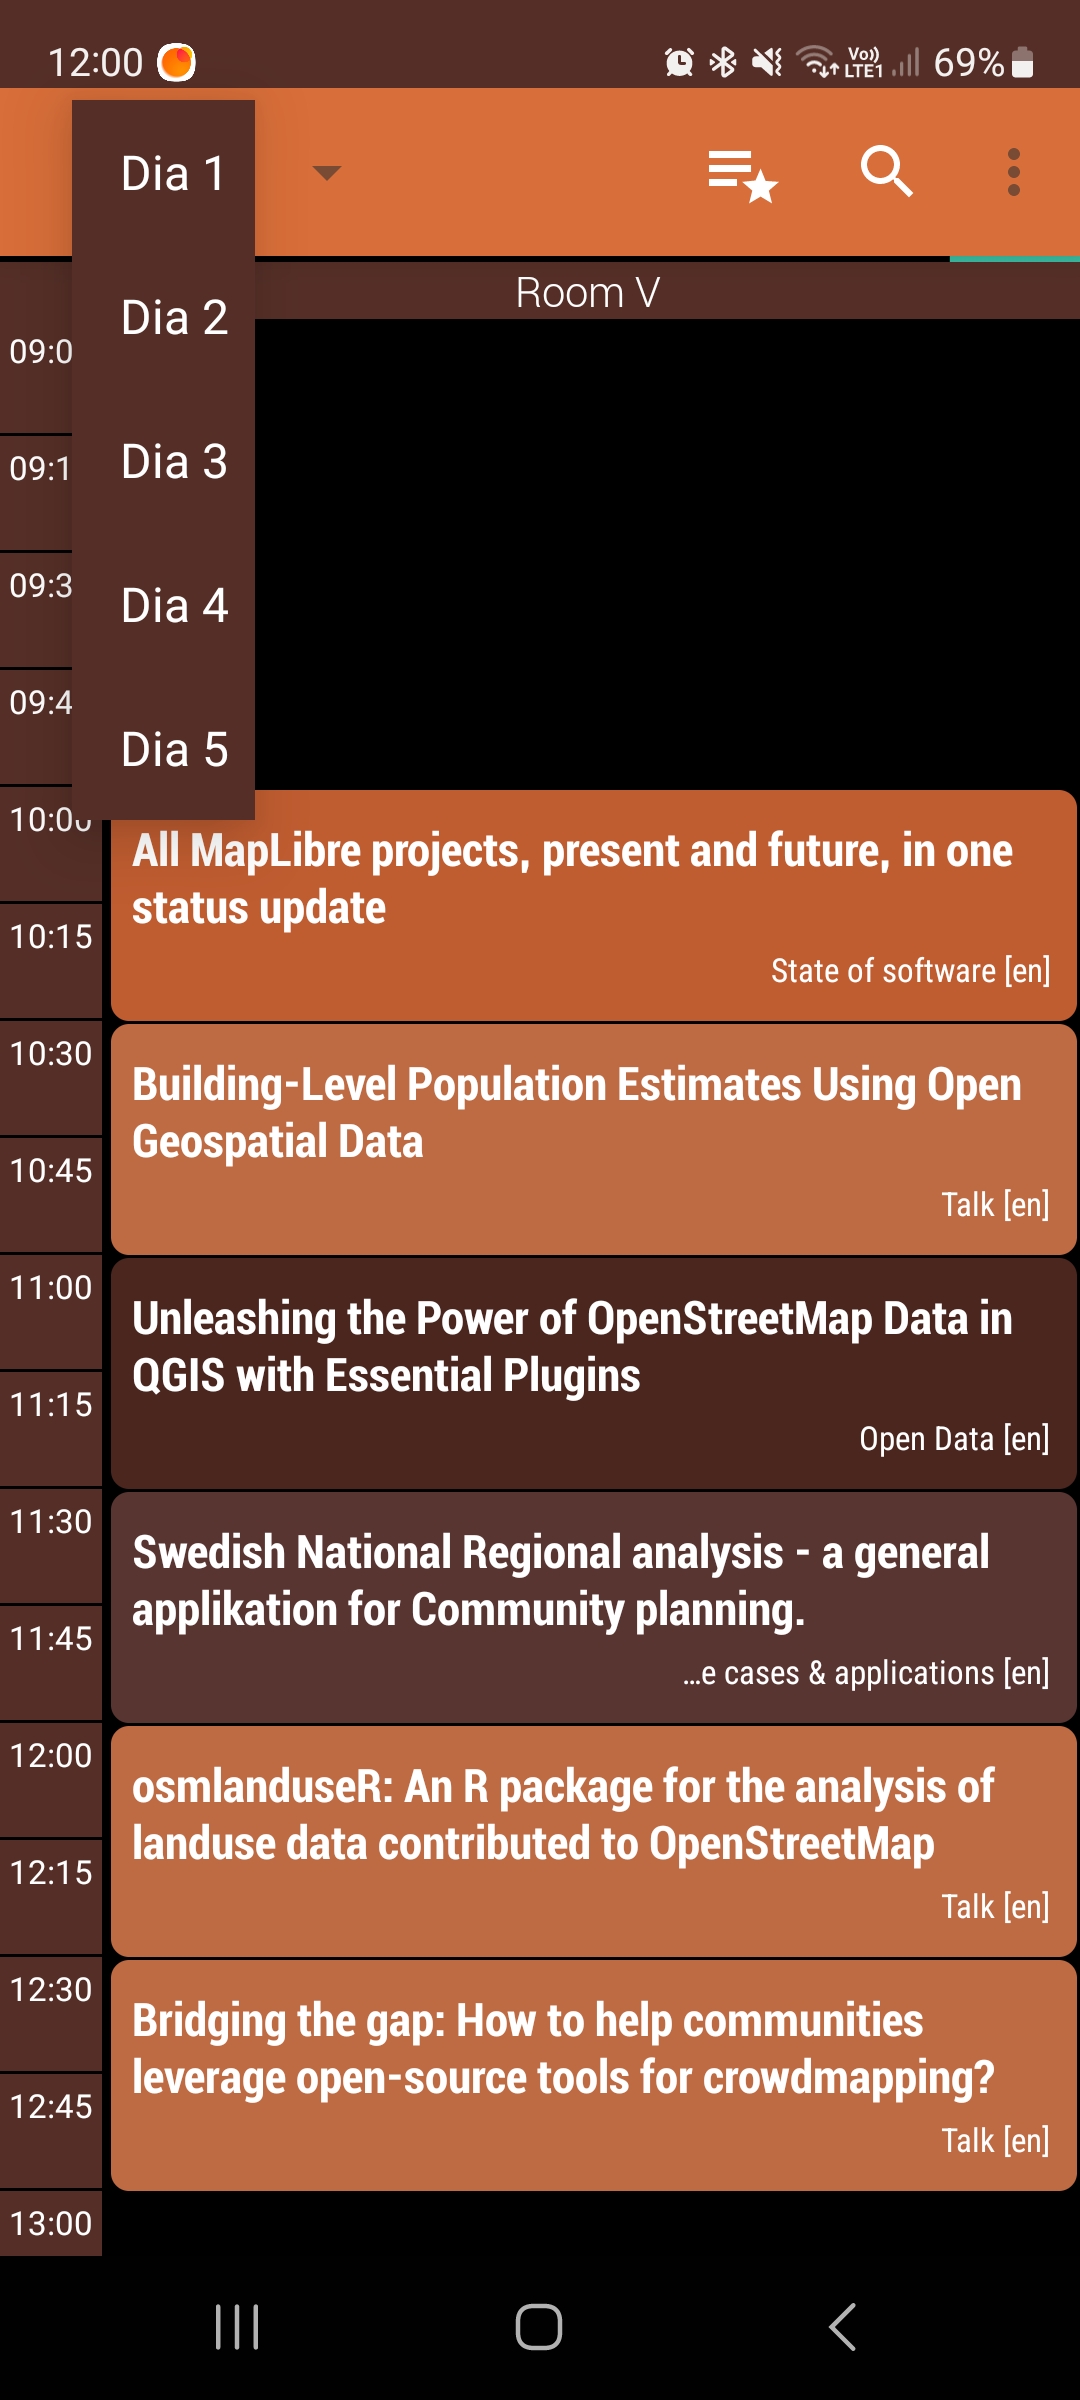 12:00
Vo))
LTE1
69%
Dia 1
Dia 2
Dia 3
Dia 4
Dia 5
Room V
09:0
09:1
09:3
09:4
10:00
10:15
10:30
10:45
11:00
11:15
11:30
11:45
12:00
12:15
12:30
12:45
13:00
All MapLibre projects, present and future, in one
status update
State of software [en]
Building-Level Population Estimates Using Open
Geospatial Data
Talk [en]
Unleashing the Power of OpenStreetMap Data in
QGIS with Essential Plugins
Open Data [en]
Swedish National Regional analysis - a general
applikation for Community planning.
...e cases & applications [en]
osmlanduseR: An R package for the analysis of
landuse data contributed to OpenStreetMap
Talk [en]
Bridging the gap: How to help communities
leverage open-source tools for crowdmapping?
Talk [en]